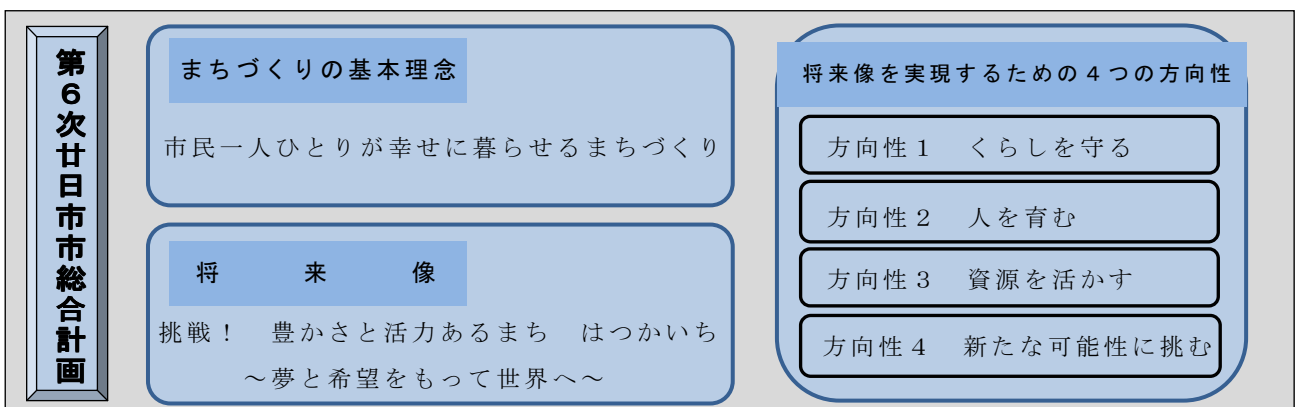 第６次廿日市市総合計画
まちづくりの基本理念
市民一人ひとりが幸せに暮らせるまちづくり
将来像
挑戦！　豊かさと活力あるまち　はつかいち
～夢と希望をもって世界へ～
将来像を実現するための４つの方向性
方向性１　くらしを守る
方向性２　人を育む
方向性３　資源を活かす
方向性４　新たな可能性に挑む